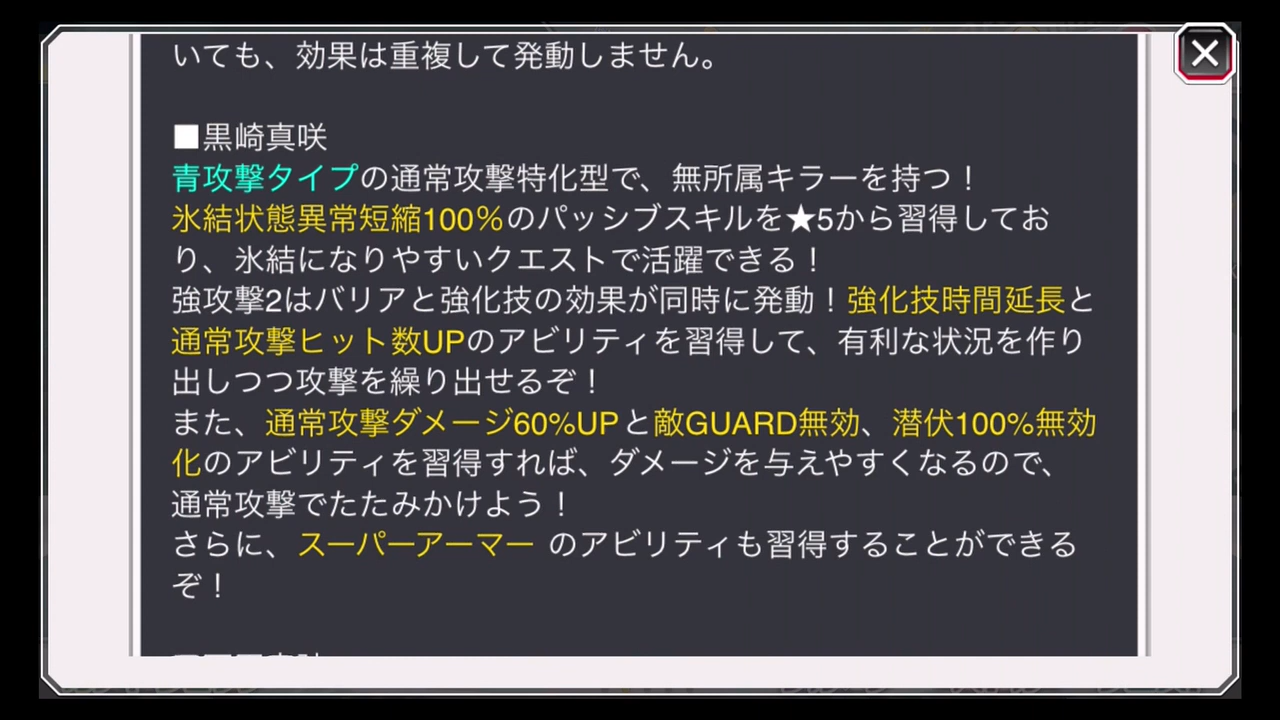 いても、効果は重複して発動しません。
■黒崎真咲
青攻撃タイプの通常攻撃特化型で、無所属キラーを持つ！
氷結状態異常短縮100％のパッシブスキルを★5から習得してお
り、氷結になりやすいクエストで活躍できる！
強攻撃2はバリアと強化技の効果が同時に発動！強化技時間延長と
通常攻撃ヒット数UPのアビリティを習得して、有利な状況を作り
出しつつ攻撃を繰り出せるぞ！
また、通常攻撃ダメージ60%UPと敵GUARD無効、潜伏100%無効
化のアビリティを習得すれば、ダメージを与えやすくなるので、
通常攻撃でたたみかけよう！
さらに、スーパーアーマー のアビリティも習得することができる
ぞ！